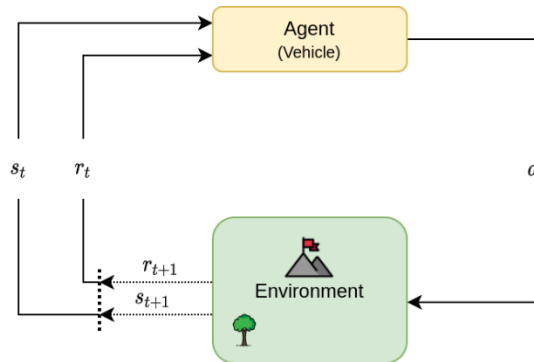 Agent
(Vehicle)
s_t
r_t
r_{t+1}
s_{t+1}
Environment